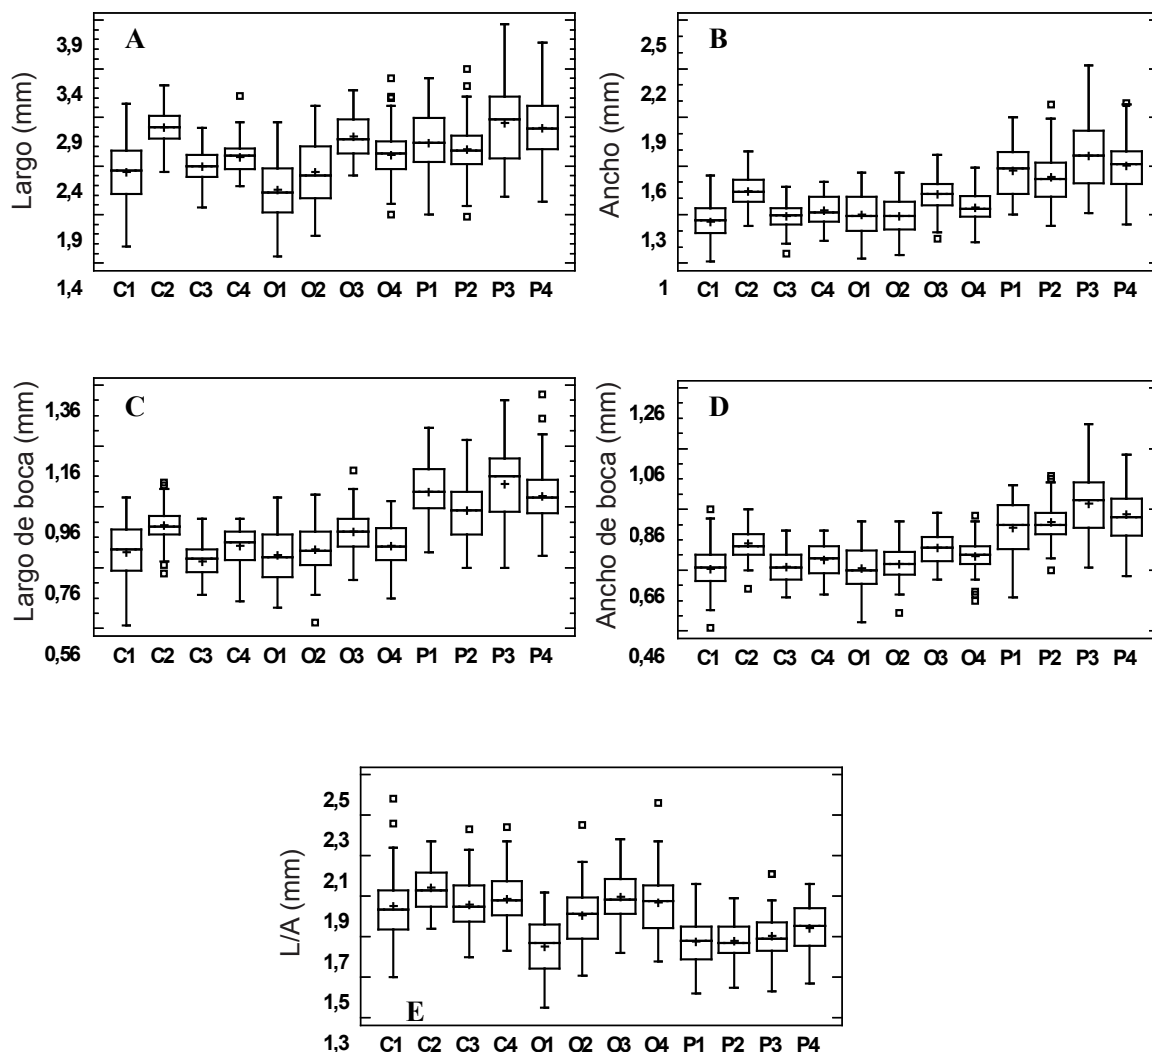 A
Largo (mm)
3,9
3,4
2,9
2,4
1,9
1,4
C1 C2 C3 C4 O1 O2 O3 O4 P1 P2 P3 P4
B
Ancho (mm)
2,5
2,2
1,9
1,6
1,3
1
C1 C2 C3 C4 O1 O2 O3 O4 P1 P2 P3 P4
C
Largo de boca (mm)
1,36
1,16
0,96
0,76
0,56
C1 C2 C3 C4 O1 O2 O3 O4 P1 P2 P3 P4
D
Ancho de boca (mm)
1,26
1,06
0,86
0,66
0,46
C1 C2 C3 C4 O1 O2 O3 O4 P1 P2 P3 P4
L/A (mm)
2,5
2,3
2,1
1,9
1,7
1,5
1,3
E
C1 C2 C3 C4 O1 O2 O3 O4 P1 P2 P3 P4